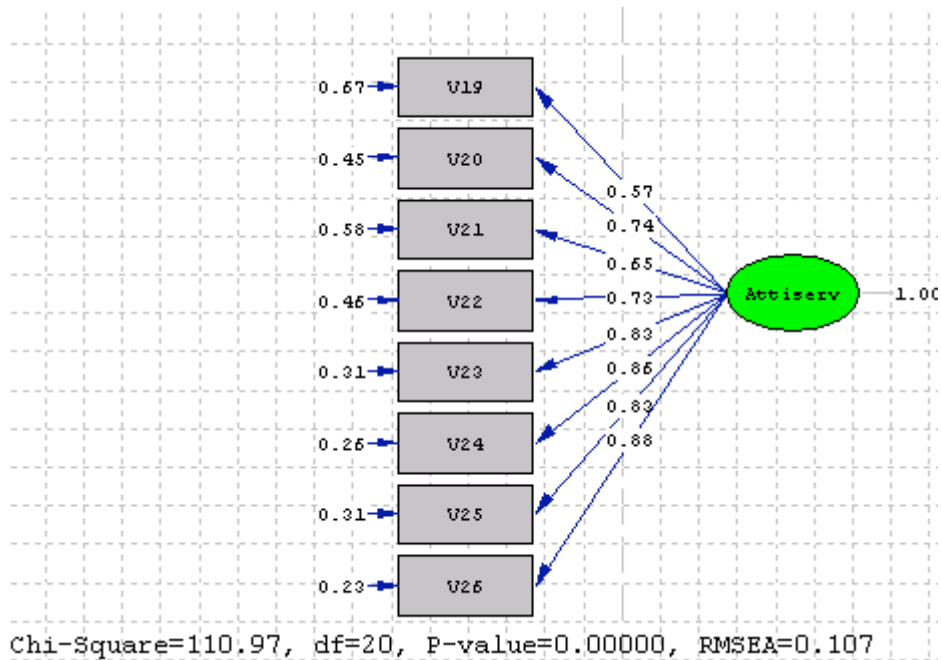 0.67 V19
0.45 V20
0.57
0.74
0.58 V21
0.65
0.46 V22
0.73
Attiserv 1.00
0.83
0.31 V23
0.86
0.83
0.26 V24
0.88
0.31 V25
0.23 V26
Chi-Square=110.97, df=20, P-value=0.00000, RMSEA=0.107